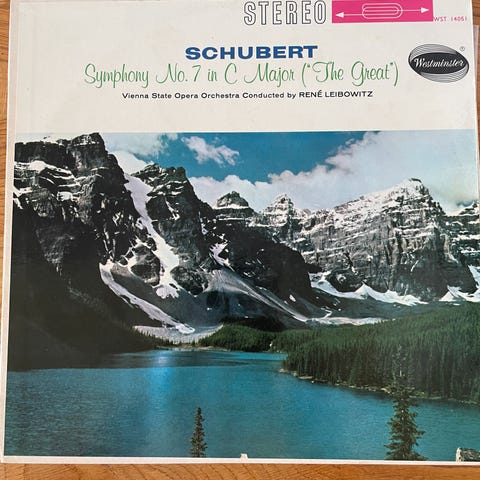 STEREO
WST 14051
SCHUBERT
Westminster
Symphony No. 7 in C Major ("The Great")
Vienna State Opera Orchestra Conducted by RENÉ LEIBOWITZ